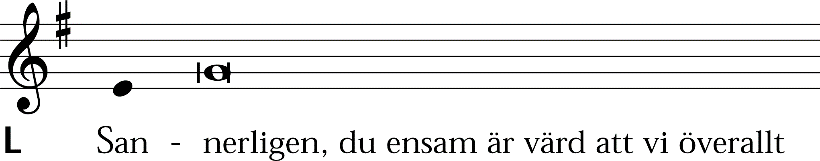 L San - nerligen, du ensam är värd att vi överallt